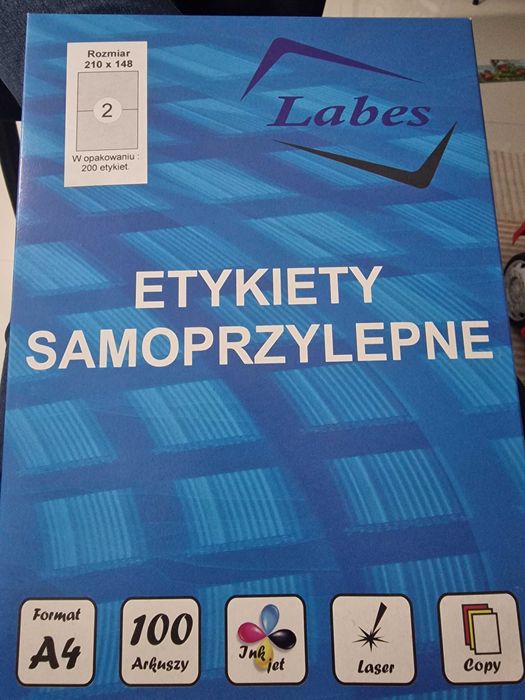 Rozmiar
210 x 148
2
W opakowaniu :
200 etykiet.
Labes
ETYKIETY
SAMOPRZYLEPNE
Format
A4
100
Arkuszy
Ink
jet
Laser
Copy